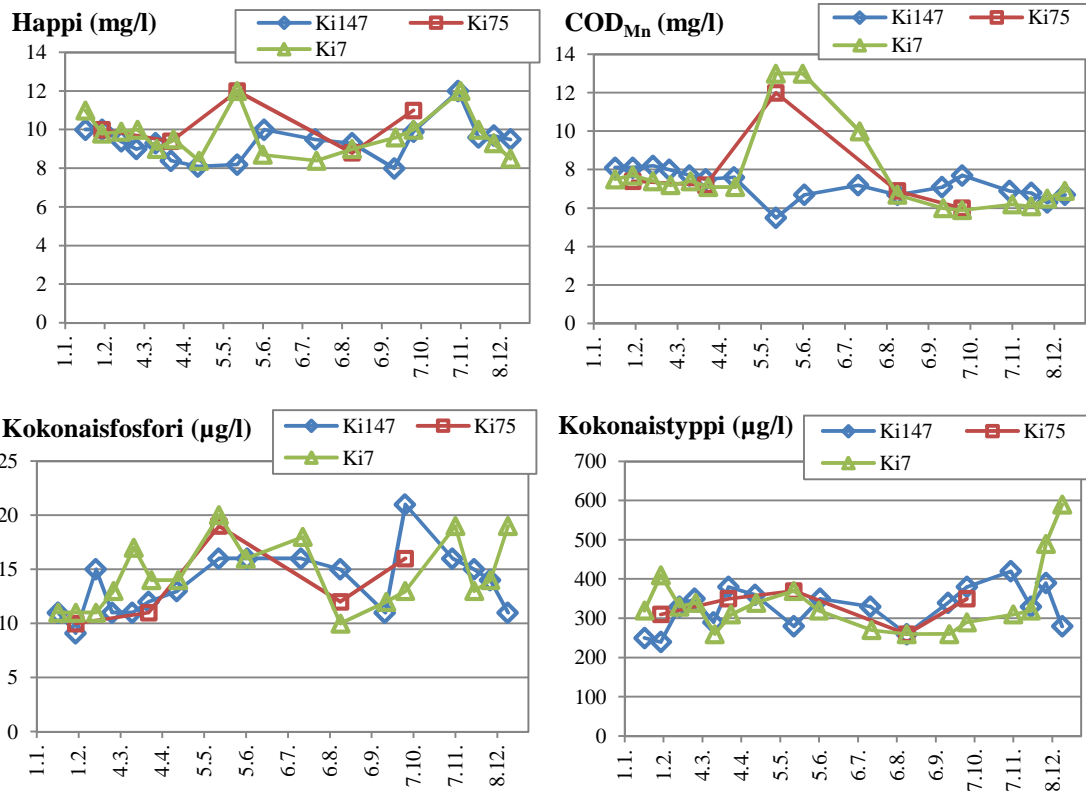 Happi (mg/l)
Ki147 Ki75
Ki7
14
12
10
8
6
4
2
0
1.1. 1.2. 4.3. 4.4. 5.5. 5.6. 6.7. 6.8. 6.9. 7.10. 7.11. 8.12.
COD_Mn (mg/l)
Ki147 Ki75
Ki7
14
12
10
8
6
4
2
0
1.1. 1.2. 4.3. 4.4. 5.5. 5.6. 6.7. 6.8. 6.9. 7.10. 7.11. 8.12.
Kokonaisfosfori (µg/l)
Ki147 Ki75
Ki7
25
20
15
10
5
0
1.1. 1.2. 4.3. 4.4. 5.5. 5.6. 6.7. 6.8. 6.9. 7.10. 7.11. 8.12.
Kokonaistyppi (µg/l)
Ki147 Ki75
Ki7
700
600
500
400
300
200
100
0
1.1. 1.2. 4.3. 4.4. 5.5. 5.6. 6.7. 6.8. 6.9. 7.10. 7.11. 8.12.